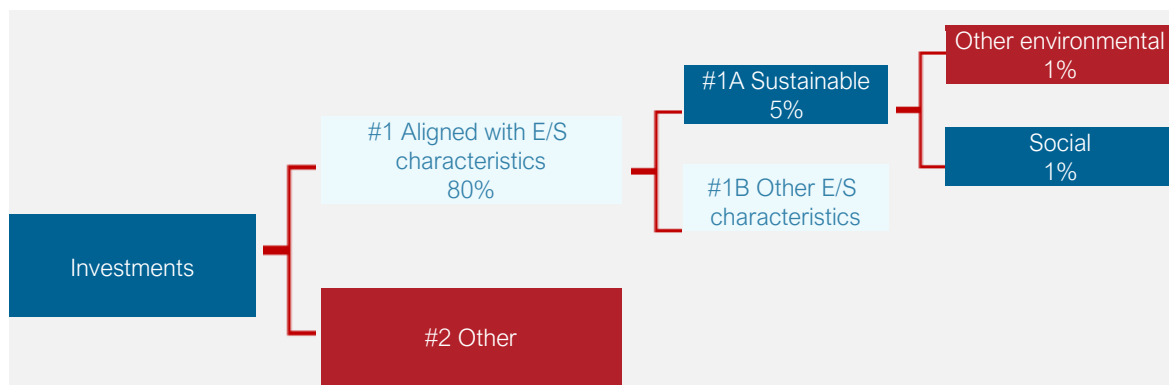 Investments
#1 Aligned with E/S
characteristics
80%
#2 Other
#1A Sustainable
5%
#1B Other E/S
characteristics
Other environmental
1%
Social
1%